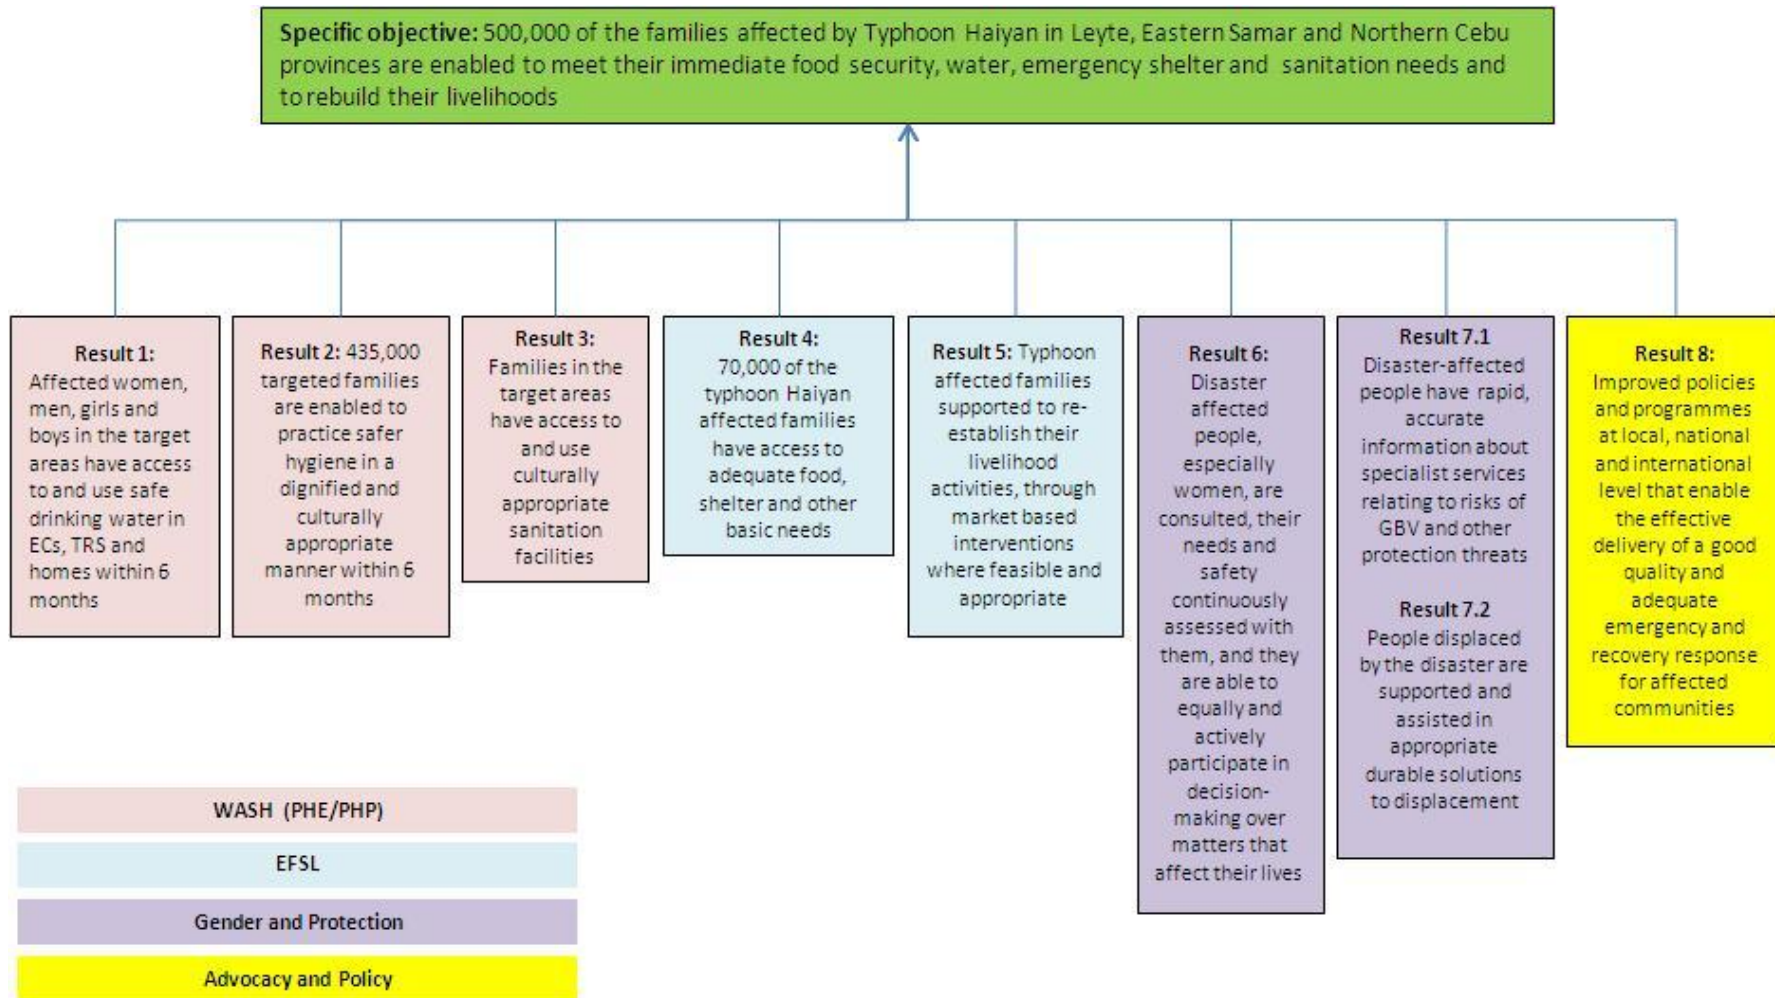 Specific objective: 500,000 of the families affected by Typhoon Haiyan in Leyte, Eastern Samar and Northern Cebu
provinces are enabled to meet their immediate food security, water, emergency shelter and sanitation needs and
to rebuild their livelihoods
Result 1:
Affected women,
men, girls and
boys in the target
areas have access
to and use safe
drinking water in
ECs, TRS and
homes within 6
months
Result 2: 435,000
targeted families
are enabled to
practice safer
hygiene in a
dignified and
culturally
appropriate
manner within 6
months
Result 3:
Families in the
target areas
have access to
and use
culturally
appropriate
sanitation
facilities
Result 4:
70,000 of the
typhoon Haiyan
affected families
have access to
adequate food,
shelter and other
basic needs
Result 5: Typhoon
affected families
supported to re-
establish their
livelihood
activities, through
market based
interventions
where feasible and
appropriate
Result 6:
Disaster
affected
people,
especially
women, are
consulted, their
needs and
safety
continuously
assessed with
them, and they
are able to
equally and
actively
participate in
decision-
making over
matters that
affect their lives
Result 7.1
Disaster-affected
people have rapid,
accurate
information about
specialist services
relating to risks of
GBV and other
protection threats
Result 7.2
People displaced
by the disaster are
supported and
assisted in
appropriate
durable solutions
to displacement
Result 8:
Improved policies
and programmes
at local, national
and international
level that enable
the effective
delivery of a good
quality and
adequate
emergency and
recovery response
for affected
communities
WASH (PHE/PHP)
EFSL
Gender and Protection
Advocacy and Policy